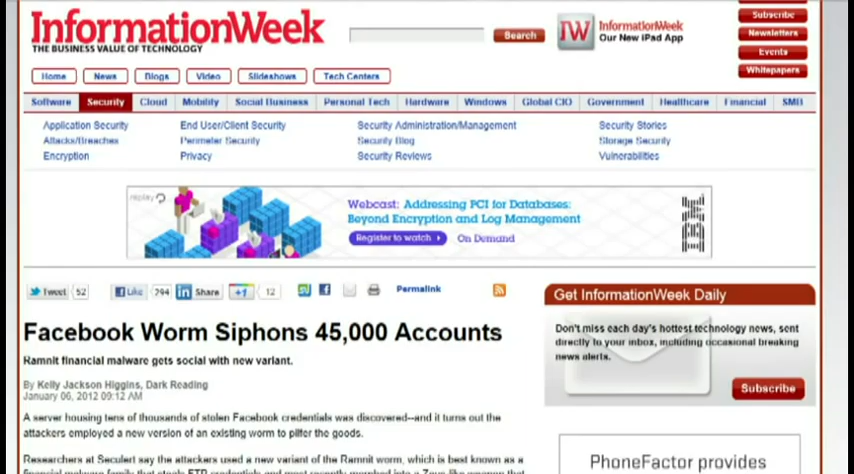 InformationWeek
THE BUSINESS VALUE OF TECHNOLOGY
Search
IW InformationWeek
Our New iPad App
Subscribe
Newsletters
Events
Whitepapers
Home News Blogs Video Slideshows Tech Centers
Software Security Cloud Mobility Social Business Personal Tech Hardware Windows Global CIO Government Healthcare Financial SMB
Application Security End User/Client Security Security Administration/Management Security Stories
Attacks/Breaches Perimeter Security Security Blog Storage Security
Encryption Privacy Security Reviews Vulnerabilities
replay
Webcast: Addressing PCI for Databases:
Beyond Encryption and Log Management
Register to watch On Demand
IBM
Tweet 52 Like 294 Share +1 12 Permalink
Get InformationWeek Daily
Don't miss each day's hottest technology news, sent
directly to your inbox, including occasional breaking
news alerts.
Subscribe
Facebook Worm Siphons 45,000 Accounts
Ramnit financial malware gets social with new variant.
By Kelly Jackson Higgins, Dark Reading
January 06, 2012 09:12 AM
A server housing tens of thousands of stolen Facebook credentials was discovered--and it turns out the
attackers employed a new version of an existing worm to pilfer the goods.
Researchers at Seculert say the attackers used a new variant of the Ramnit worm, which is best known as a
PhoneFactor provides